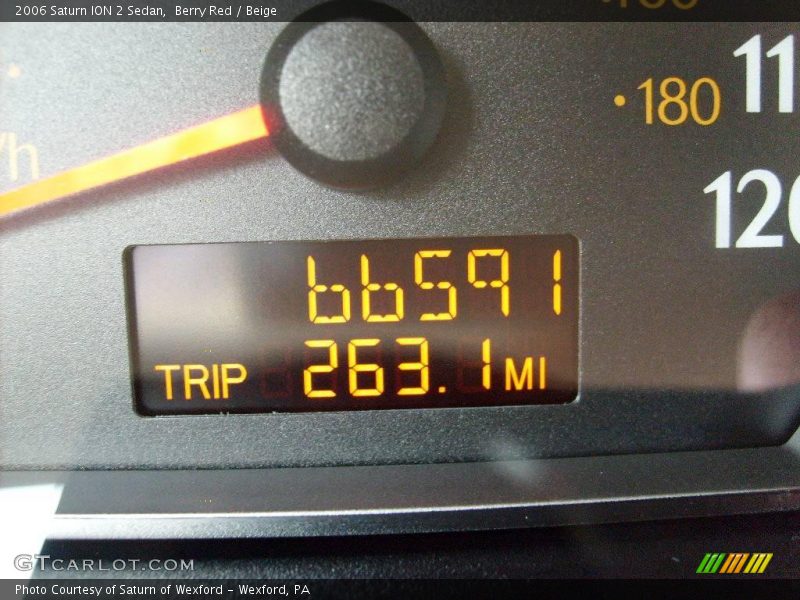 2006 Saturn ION 2 Sedan,  Berry Red / Beige
180
11
120
/h
66591
TRIP 263.1 MI
GTCARLOT.COM
Photo Courtesy of Saturn of Wexford - Wexford, PA